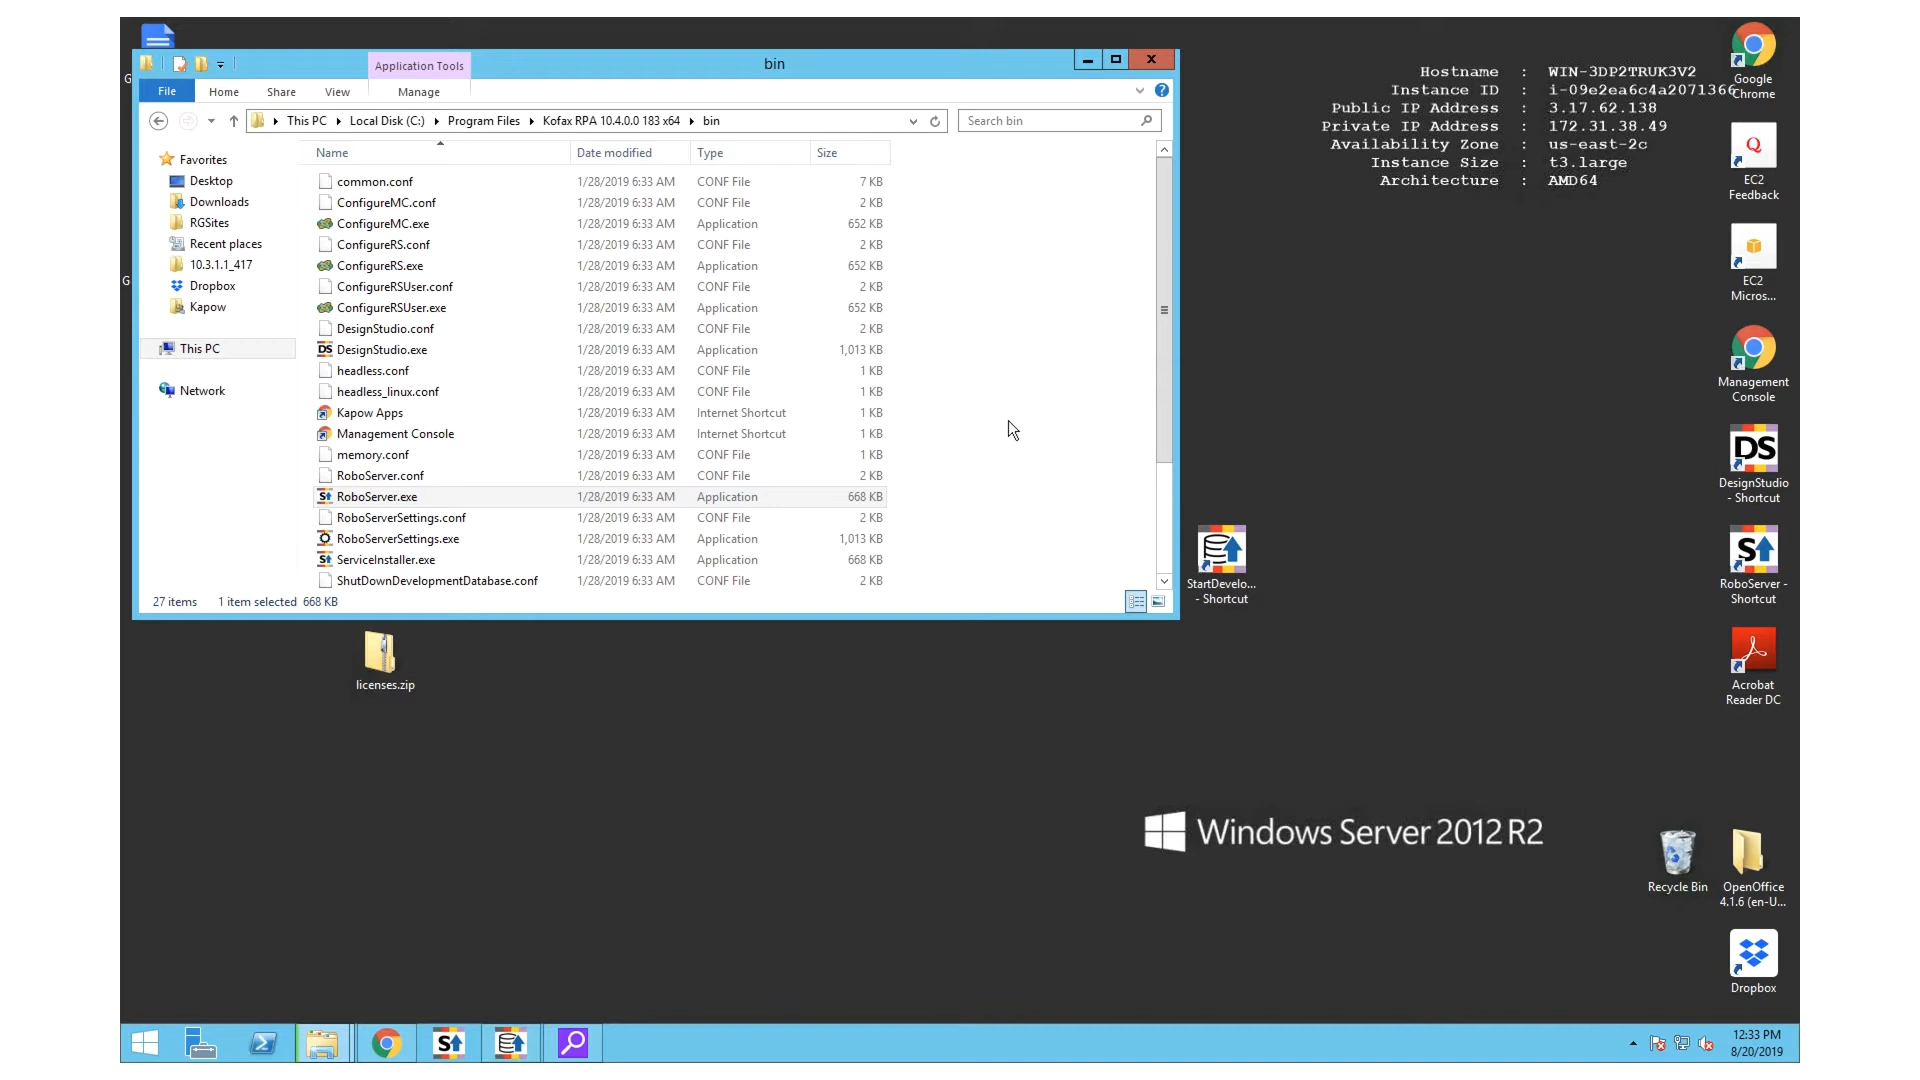 G
G
Application Tools
bin
File
Home
Share
View
Manage
This PC
Local Disk (C:)
Program Files
Kofax RPA 10.4.0.0 183 x64
bin
Search bin
Favorites
Desktop
Downloads
RGSites
Recent places
10.3.1.1_417
Dropbox
Kapow
This PC
Network
Name Date modified Type Size
common.conf 1/28/2019 6:33 AM CONF File 7 KB
ConfigureMC.conf 1/28/2019 6:33 AM CONF File 2 KB
ConfigureMC.exe 1/28/2019 6:33 AM Application 652 KB
ConfigureRS.conf 1/28/2019 6:33 AM CONF File 2 KB
ConfigureRS.exe 1/28/2019 6:33 AM Application 652 KB
ConfigureRSUser.conf 1/28/2019 6:33 AM CONF File 2 KB
ConfigureRSUser.exe 1/28/2019 6:33 AM Application 652 KB
DesignStudio.conf 1/28/2019 6:33 AM CONF File 2 KB
DS DesignStudio.exe 1/28/2019 6:33 AM Application 1,013 KB
headless.conf 1/28/2019 6:33 AM CONF File 1 KB
headless_linux.conf 1/28/2019 6:33 AM CONF File 1 KB
Kapow Apps 1/28/2019 6:33 AM Internet Shortcut 1 KB
Management Console 1/28/2019 6:33 AM Internet Shortcut 1 KB
memory.conf 1/28/2019 6:33 AM CONF File 1 KB
RoboServer.conf 1/28/2019 6:33 AM CONF File 2 KB
S RoboServer.exe 1/28/2019 6:33 AM Application 668 KB
RoboServerSettings.conf 1/28/2019 6:33 AM CONF File 2 KB
RoboServerSettings.exe 1/28/2019 6:33 AM Application 1,013 KB
S ServiceInstaller.exe 1/28/2019 6:33 AM Application 668 KB
ShutDownDevelopmentDatabase.conf 1/28/2019 6:33 AM CONF File 2 KB
27 items 1 item selected 668 KB
Hostname : WIN-3DP2TRUK3V2
Instance ID : i-09e2ea6c4a2071366
Public IP Address : 3.17.62.138
Private IP Address : 172.31.38.49
Availability Zone : us-east-2c
Instance Size : t3.large
Architecture : AMD64
Google
Chrome
Q
EC2
Feedback
EC2
Micros...
Management
Console
DS
DesignStudio
- Shortcut
StartDevelo...
- Shortcut
S
RoboServer -
Shortcut
Acrobat
Reader DC
licenses.zip
Windows Server 2012 R2
Recycle Bin
OpenOffice
4.1.6 (en-U...
Dropbox
S
12:33 PM
8/20/2019